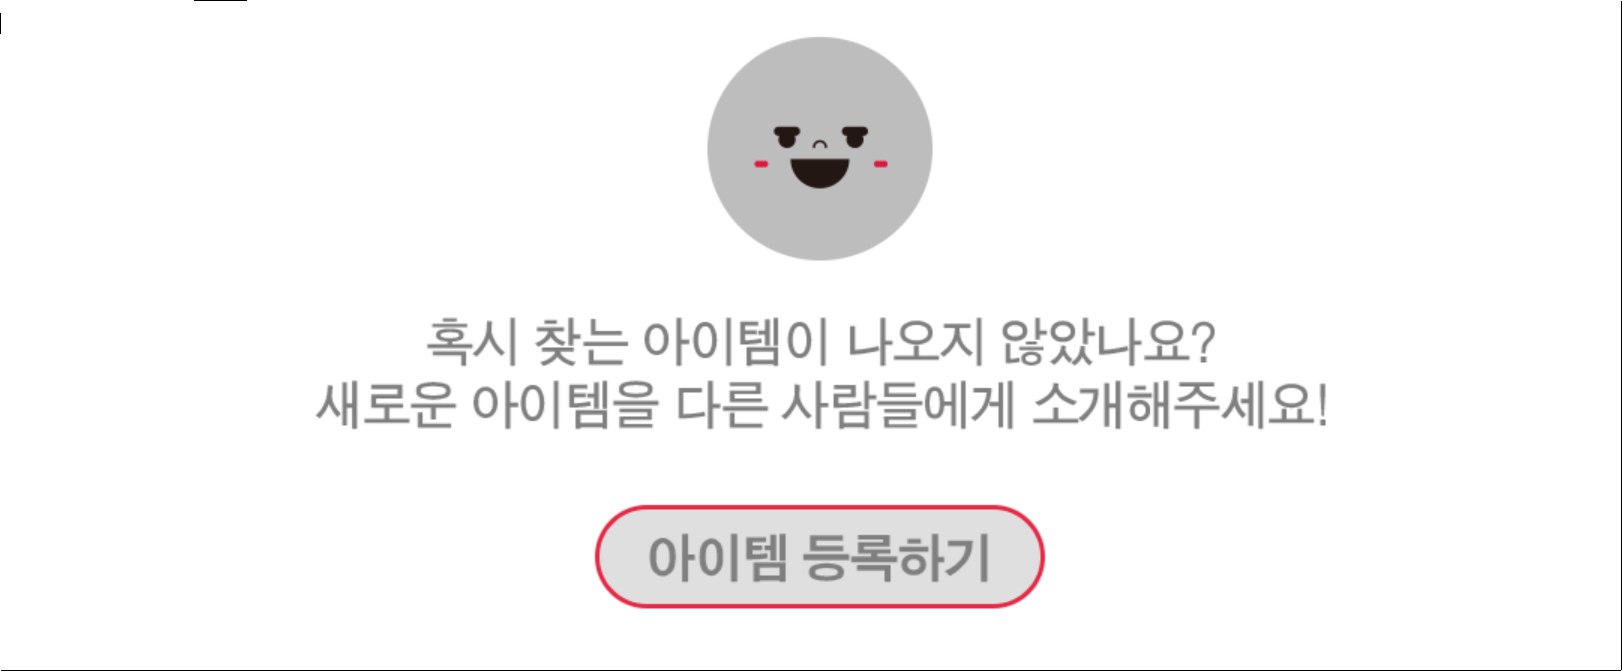 혹시 찾는 아이템이 나오지 않았나요?
새로운 아이템을 다른 사람들에게 소개해주세요!
아이템 등록하기